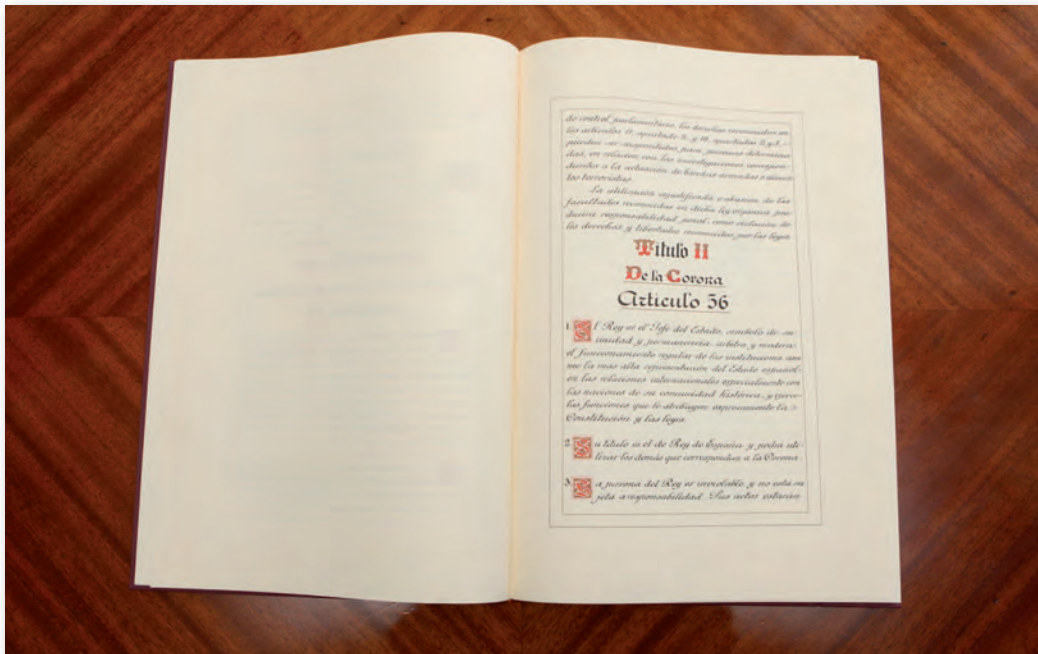 de control parlamentario, los derechos reconocidos en
los artículos 17, apartado 2, y 18, apartados 2 y 3,
pueden ser suspendidos para personas determina-
das, en relación con las investigaciones correspon-
dientes a la actuación de bandas armadas o elemen-
tos terroristas.
La utilización injustificada o abusiva de las
facultades reconocidas en dicha ley orgánica pro-
ducirá responsabilidad penal, como violación de
los derechos y libertades reconocidos por las leyes.
Título II
De la Corona
Artículo 56
1. El Rey es el Jefe del Estado, símbolo de su
unidad y permanencia, arbitra y modera
el funcionamiento regular de las instituciones, asu-
me la más alta representación del Estado español
en las relaciones internacionales, especialmente con
las naciones de su comunidad histórica, y ejerce
las funciones que le atribuyen expresamente la
Constitución y las leyes.
2. Su título es el de Rey de España y podrá uti-
lizar los demás que correspondan a la Corona.
3. La persona del Rey es inviolable y no está su-
jeta a responsabilidad. Sus actos estarán